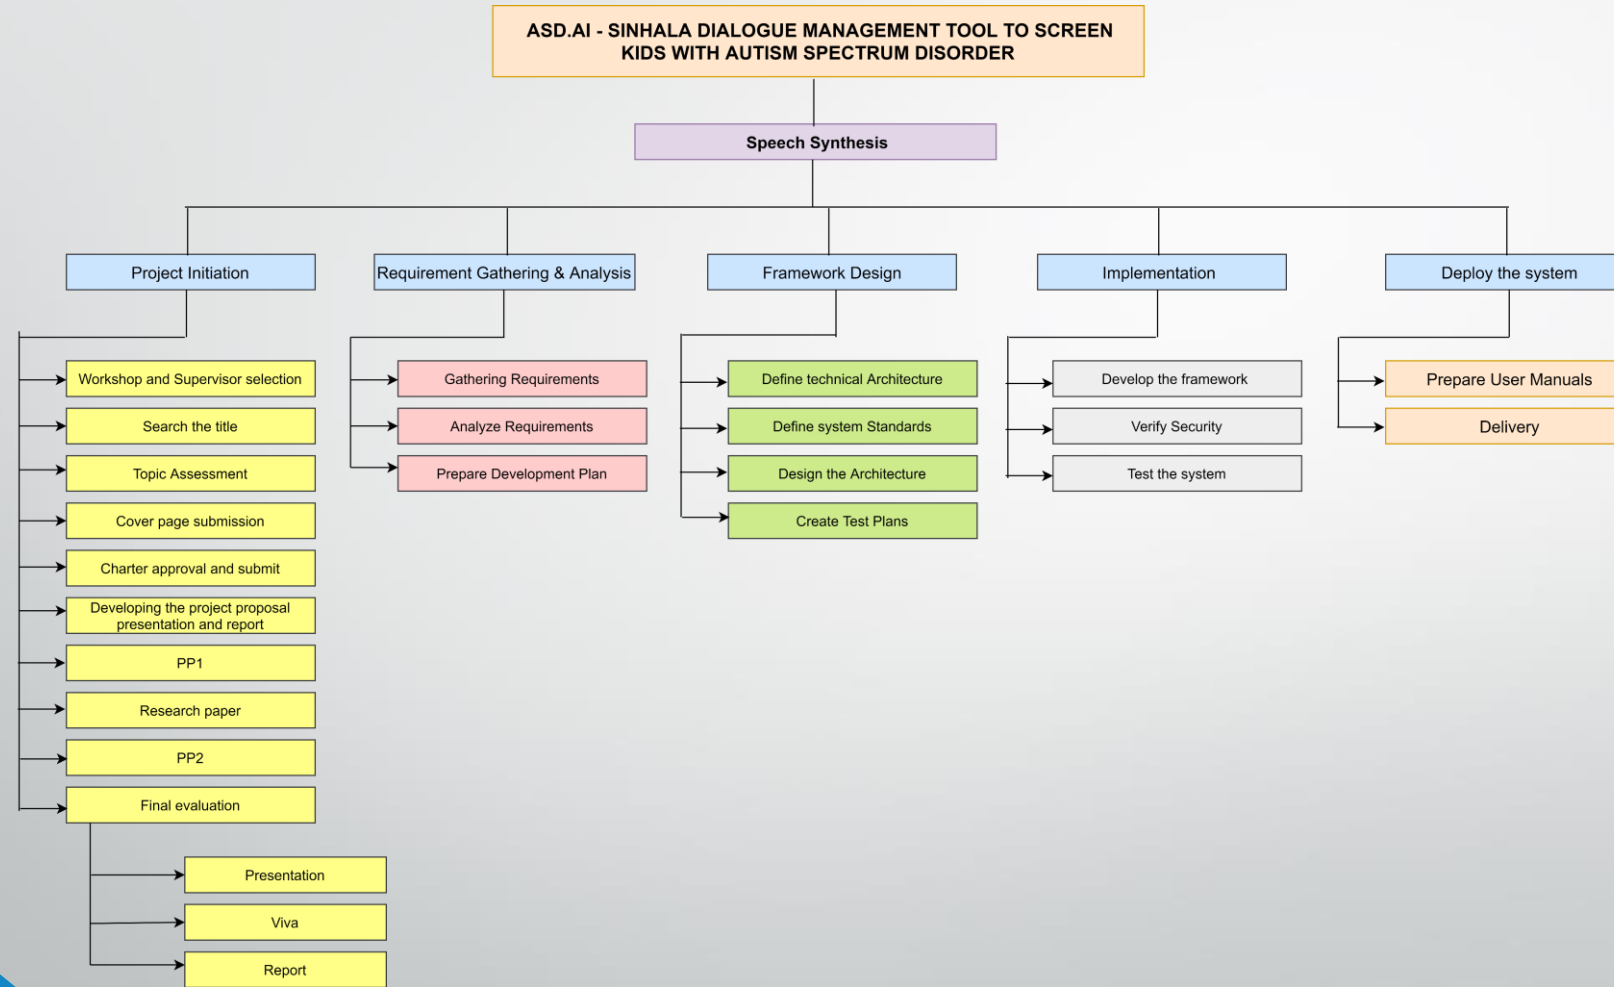 ASD.AI - SINHALA DIALOGUE MANAGEMENT TOOL TO SCREEN
KIDS WITH AUTISM SPECTRUM DISORDER
Speech Synthesis
Project Initiation
Requirement Gathering & Analysis
Framework Design
Implementation
Deploy the system
Workshop and Supervisor selection
Search the title
Topic Assessment
Cover page submission
Charter approval and submit
Developing the project proposal
presentation and report
PP1
Research paper
PP2
Final evaluation
Presentation
Viva
Report
Gathering Requirements
Analyze Requirements
Prepare Development Plan
Define technical Architecture
Define system Standards
Design the Architecture
Create Test Plans
Develop the framework
Verify Security
Test the system
Prepare User Manuals
Delivery